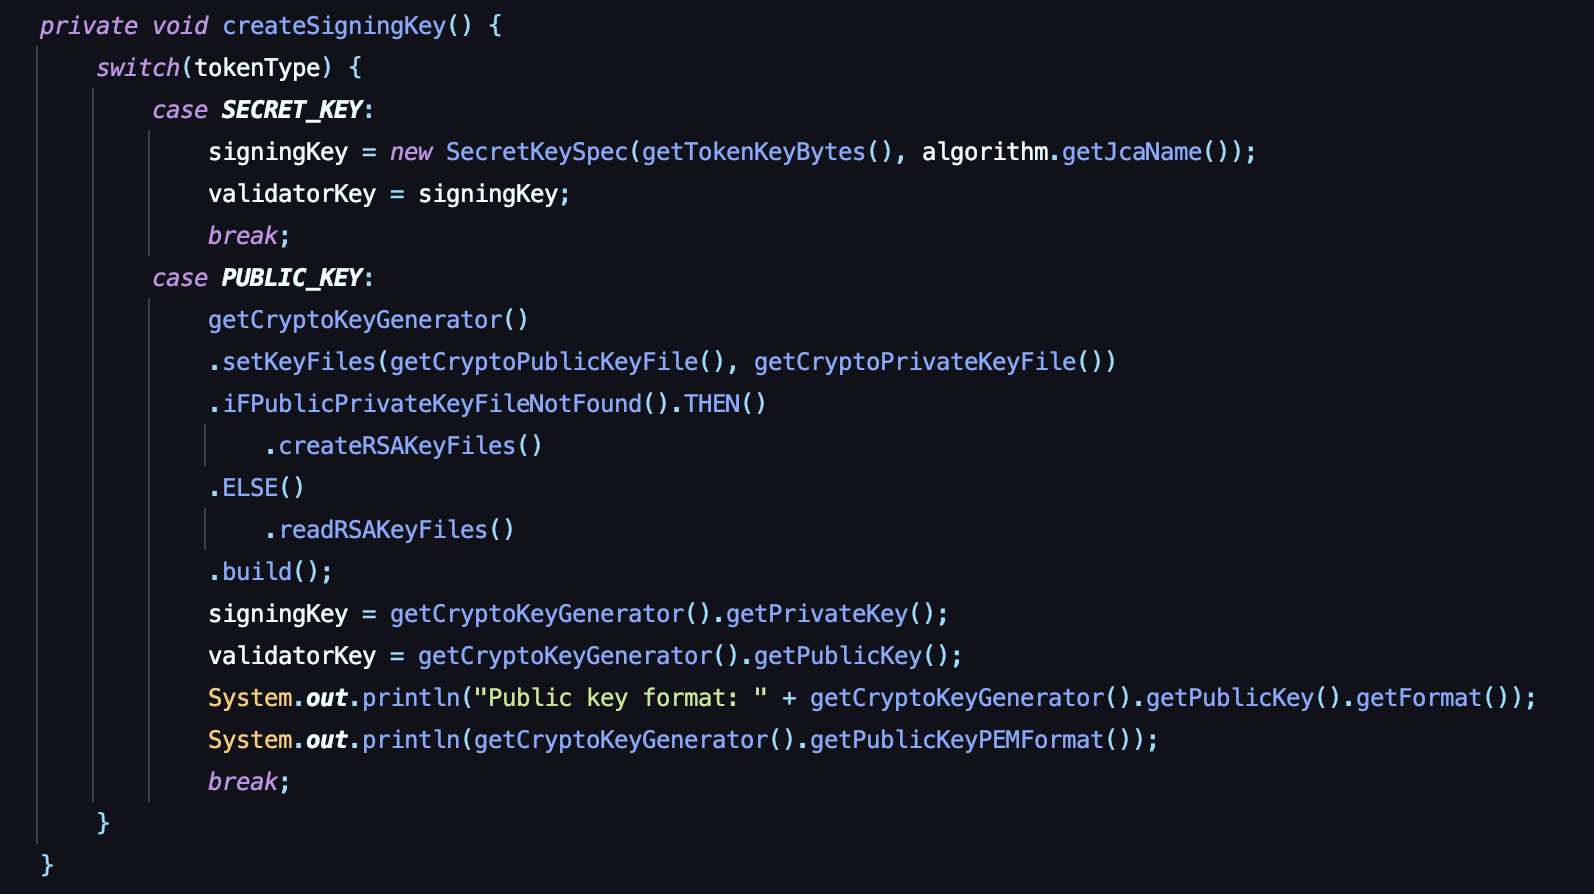 private void createSigningKey() {
    switch(tokenType) {
        case SECRET_KEY:
            signingKey = new SecretKeySpec(getTokenKeyBytes(), algorithm.getJcaName());
            validatorKey = signingKey;
            break;
        case PUBLIC_KEY:
            getCryptoKeyGenerator()
            .setKeyFiles(getCryptoPublicKeyFile(), getCryptoPrivateKeyFile())
            .iFPublicPrivateKeyFileNotFound().THEN()
                .createRSAKeyFiles()
            .ELSE()
                .readRSAKeyFiles()
            .build();
            signingKey = getCryptoKeyGenerator().getPrivateKey();
            validatorKey = getCryptoKeyGenerator().getPublicKey();
            System.out.println("Public key format: " + getCryptoKeyGenerator().getPublicKey().getFormat());
            System.out.println(getCryptoKeyGenerator().getPublicKeyPEMFormat());
            break;
    }
}